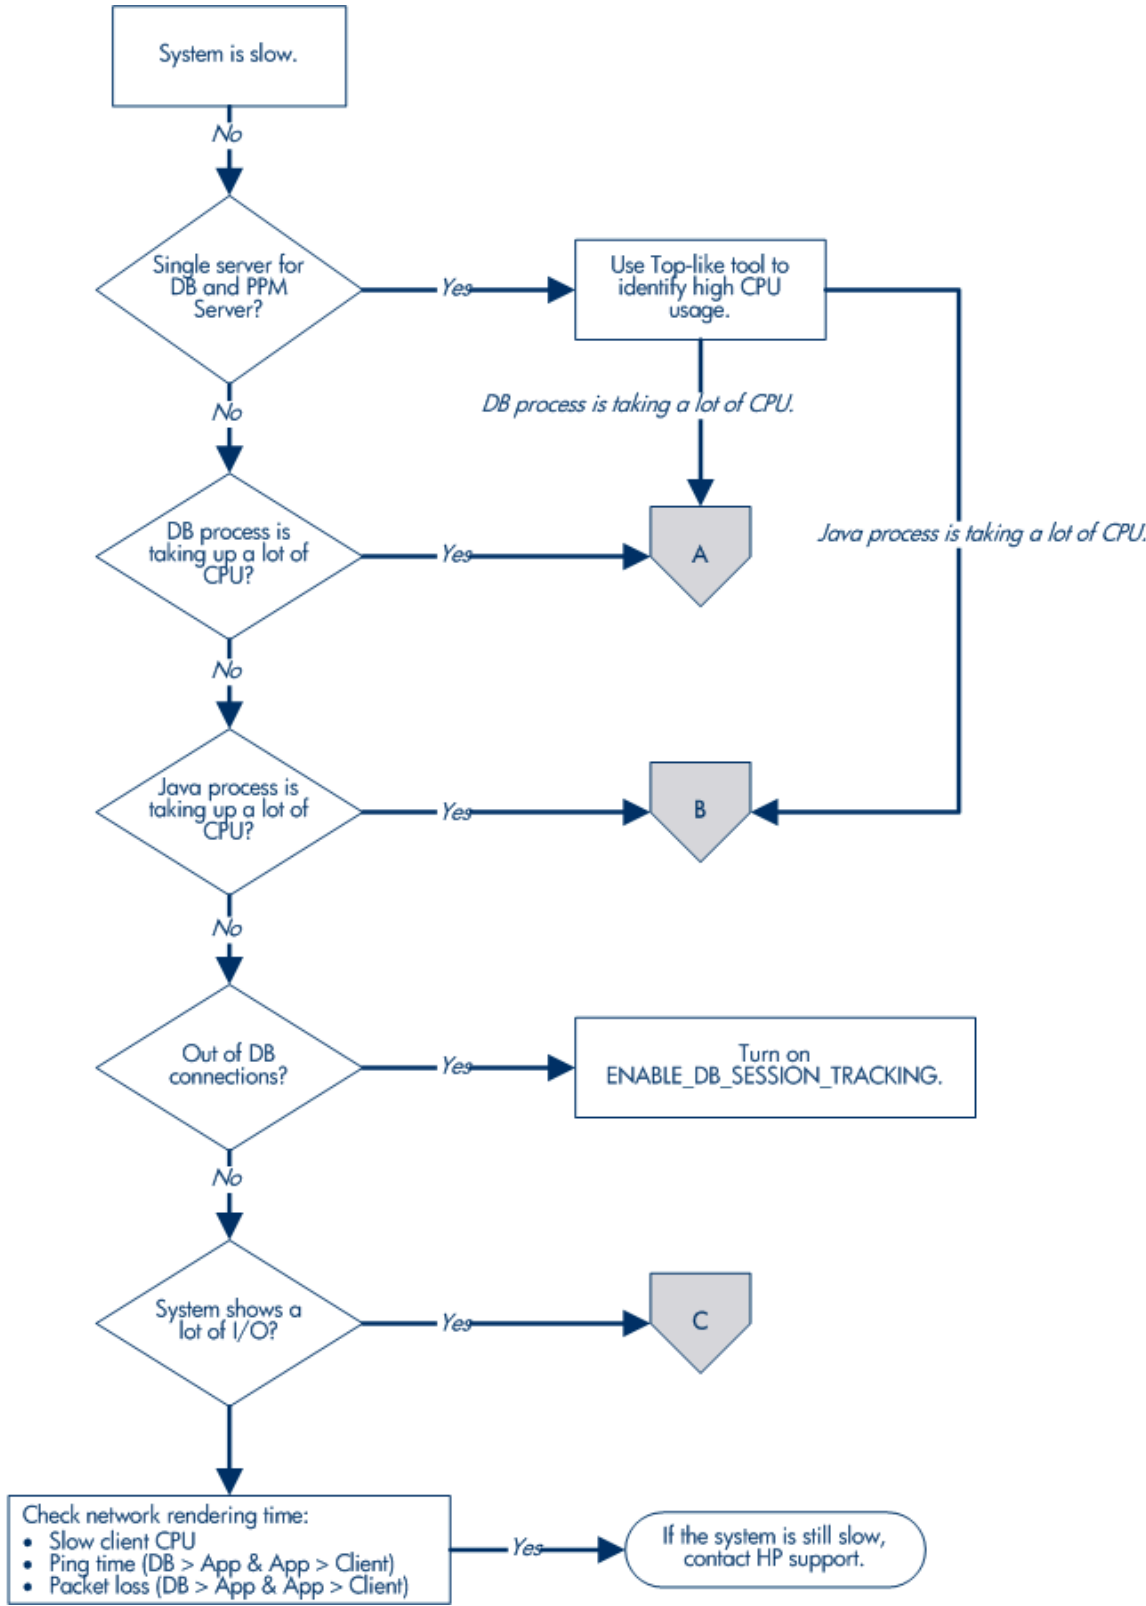 System is slow.
No
Single server for
DB and PPM
Server?
Yes
Use Top-like tool to
identify high CPU
usage.
DB process is taking a lot of CPU.
No
DB process is
taking up a lot of
CPU?
Yes
A
Java process is taking a lot of CPU.
No
Java process is
taking up a lot of
CPU?
Yes
B
No
Out of DB
connections?
Yes
Turn on
ENABLE_DB_SESSION_TRACKING.
No
System shows a
lot of I/O?
Yes
C
Check network rendering time:
• Slow client CPU
• Ping time (DB > App & App > Client)
• Packet loss (DB > App & App > Client)
Yes
If the system is still slow,
contact HP support.